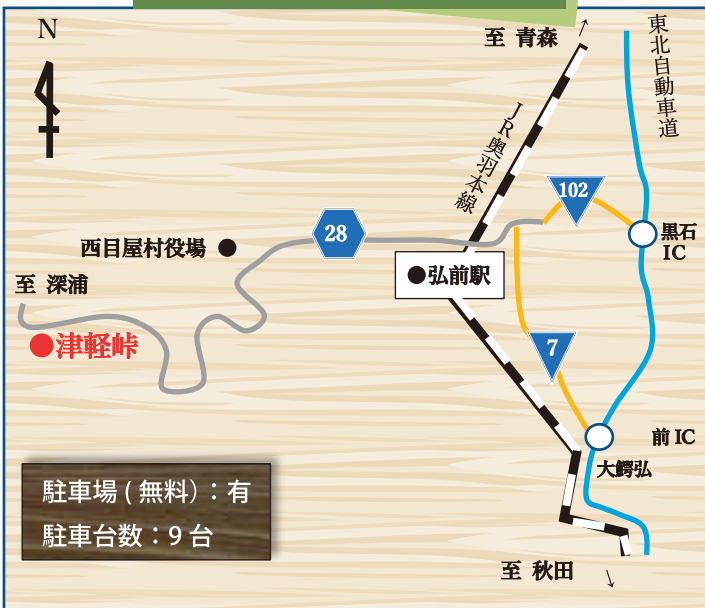 N
至 青森
東北自動車道
JR奥羽本線
102
黒石
IC
28
西目屋村役場
至 深浦
弘前駅
津軽峠
7
前 IC
大鰐弘
駐車場 ( 無料 ) : 有
駐車台数 : 9 台
至 秋田